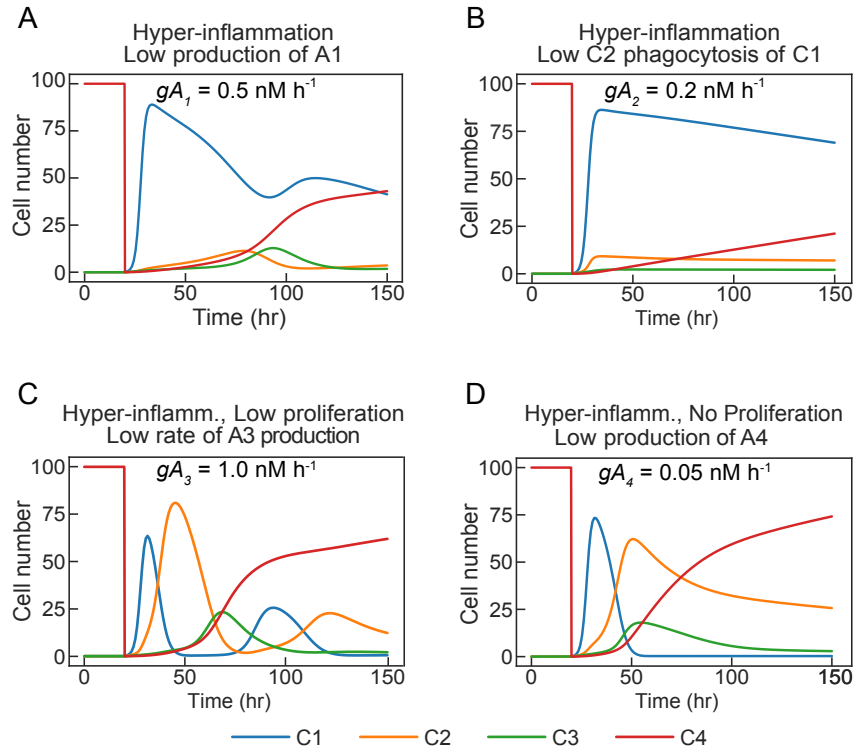 A
Hyper-inflammation
Low production of A1
gA₁ = 0.5 nM h⁻¹
Cell number
100
75
50
25
0
0 50 100 150
Time (hr)
B
Hyper-inflammation
Low C2 phagocytosis of C1
gA₂ = 0.2 nM h⁻¹
Cell number
100
75
50
25
0
0 50 100 150
Time (hr)
C
Hyper-inflamm., Low proliferation
Low rate of A3 production
gA₃ = 1.0 nM h⁻¹
Cell number
100
75
50
25
0
0 50 100 150
Time (hr)
D
Hyper-inflamm., No Proliferation
Low production of A4
gA₄ = 0.05 nM h⁻¹
Cell number
100
75
50
25
0
0 50 100 150
Time (hr)
C1 C2 C3 C4